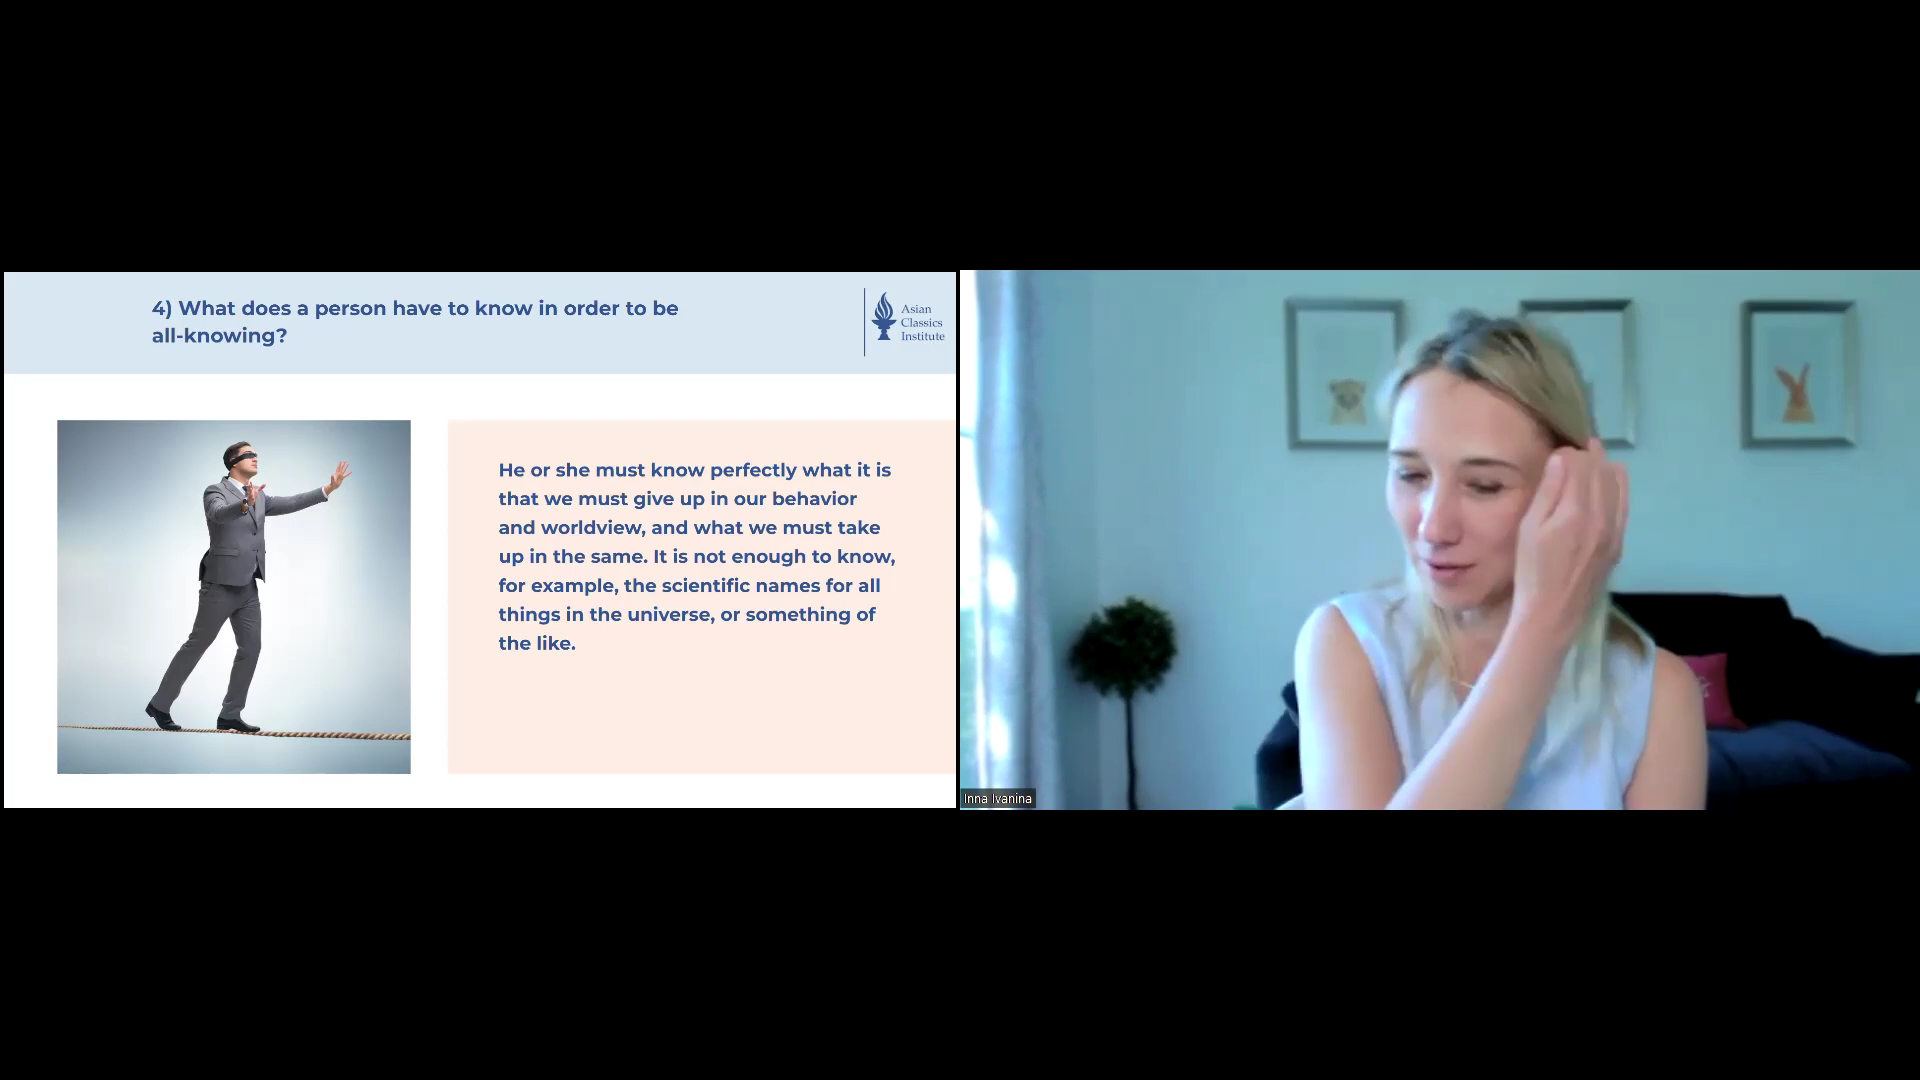 4) What does a person have to know in order to be
all-knowing?
Asian
Classics
Institute
He or she must know perfectly what it is
that we must give up in our behavior
and worldview, and what we must take
up in the same. It is not enough to know,
for example, the scientific names for all
things in the universe, or something of
the like.
Inna Ivanina